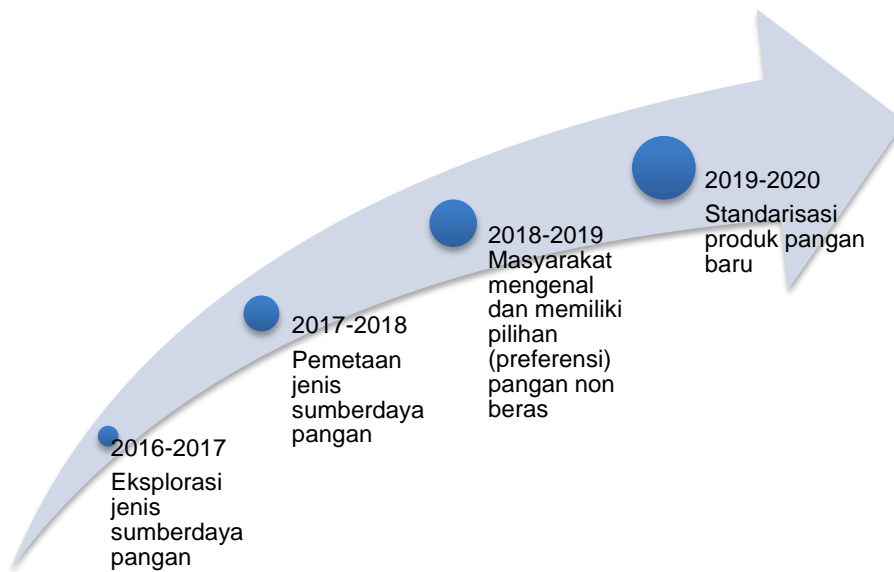 2016-2017
Eksplorasi
jenis
sumberdaya
pangan
2017-2018
Pemetaan
jenis
sumberdaya
pangan
2018-2019
Masyarakat
mengenal
dan memiliki
pilihan
(preferensi)
pangan non
beras
2019-2020
Standarisasi
produk pangan
baru